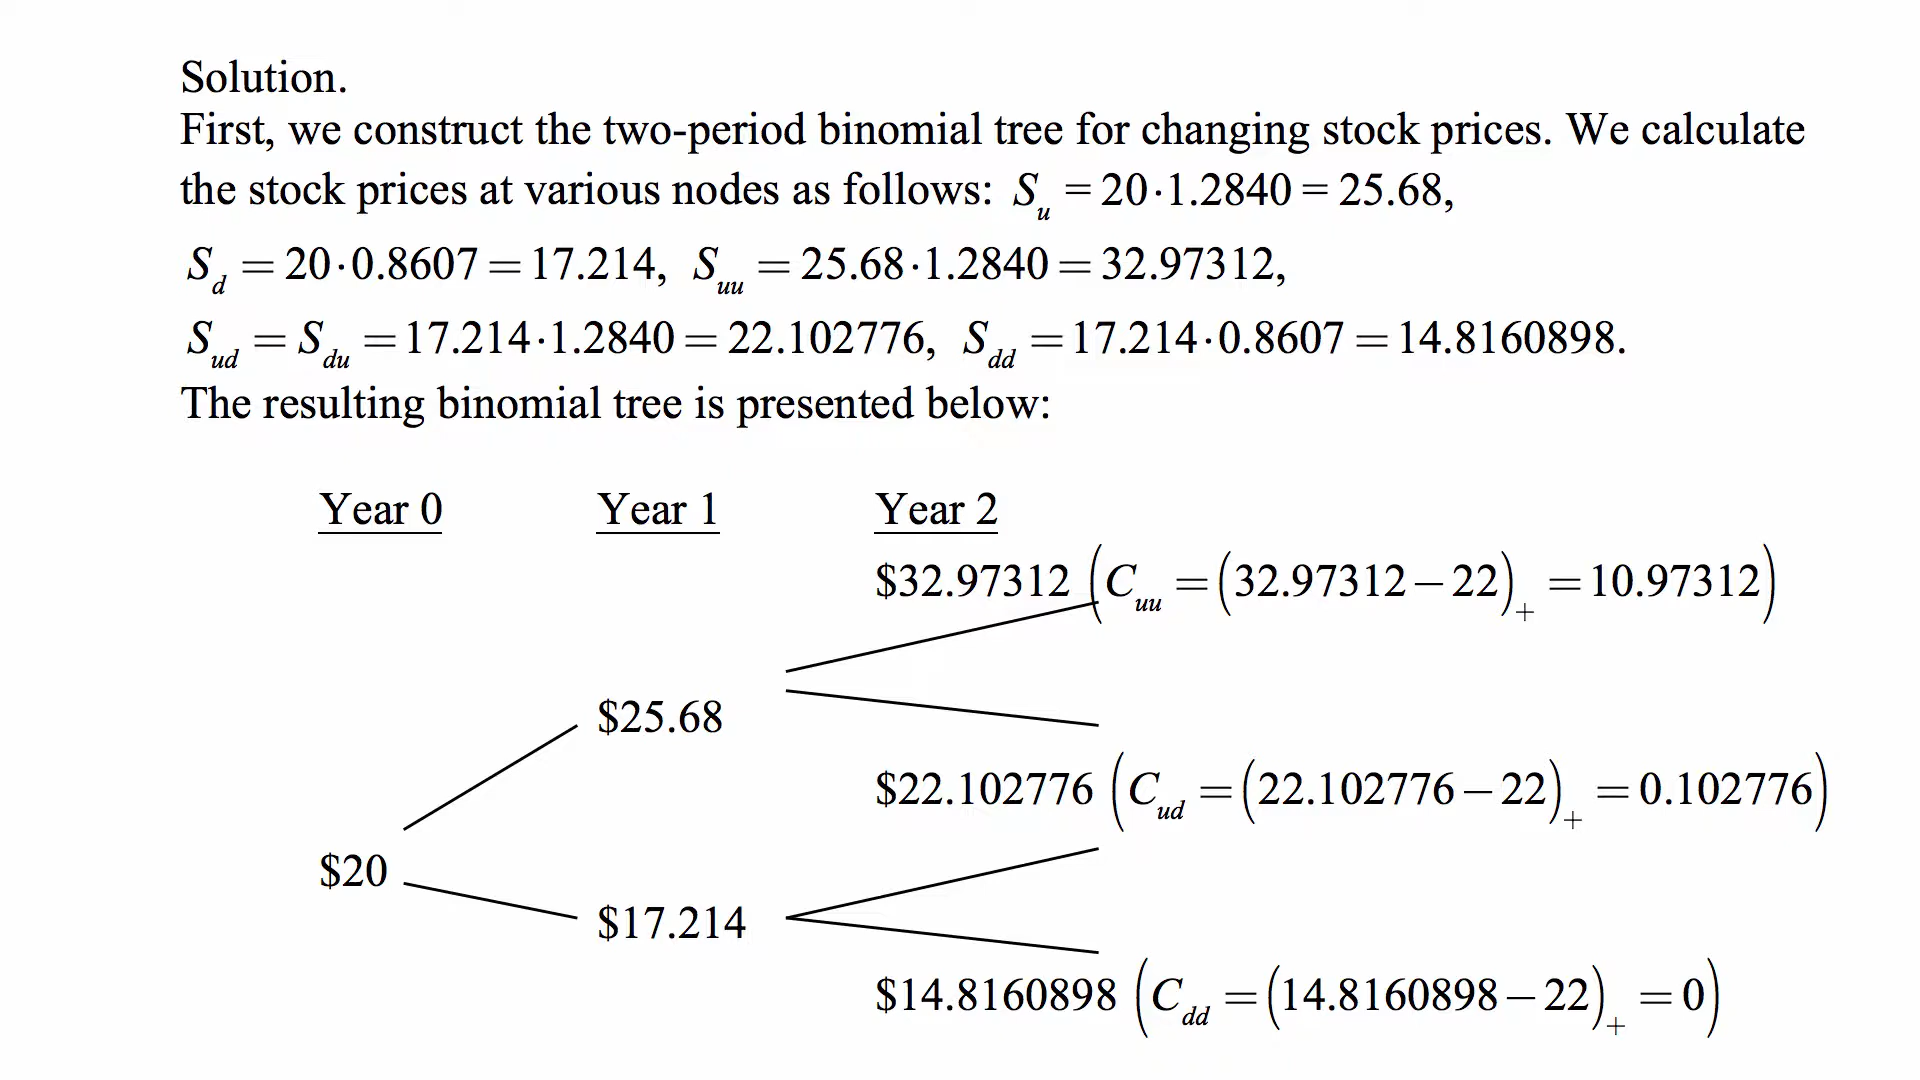 Solution.
First, we construct the two-period binomial tree for changing stock prices. We calculate
the stock prices at various nodes as follows: S_u = 20·1.2840 = 25.68,
S_d = 20·0.8607 = 17.214, S_uu = 25.68·1.2840 = 32.97312,
S_ud = S_du = 17.214·1.2840 = 22.102776, S_dd = 17.214·0.8607 = 14.8160898.
The resulting binomial tree is presented below:
Year 0 Year 1 Year 2
$32.97312 (C_uu = (32.97312 − 22)_+ = 10.97312)
$25.68
$22.102776 (C_ud = (22.102776 − 22)_+ = 0.102776)
$20
$17.214
$14.8160898 (C_dd = (14.8160898 − 22)_+ = 0)